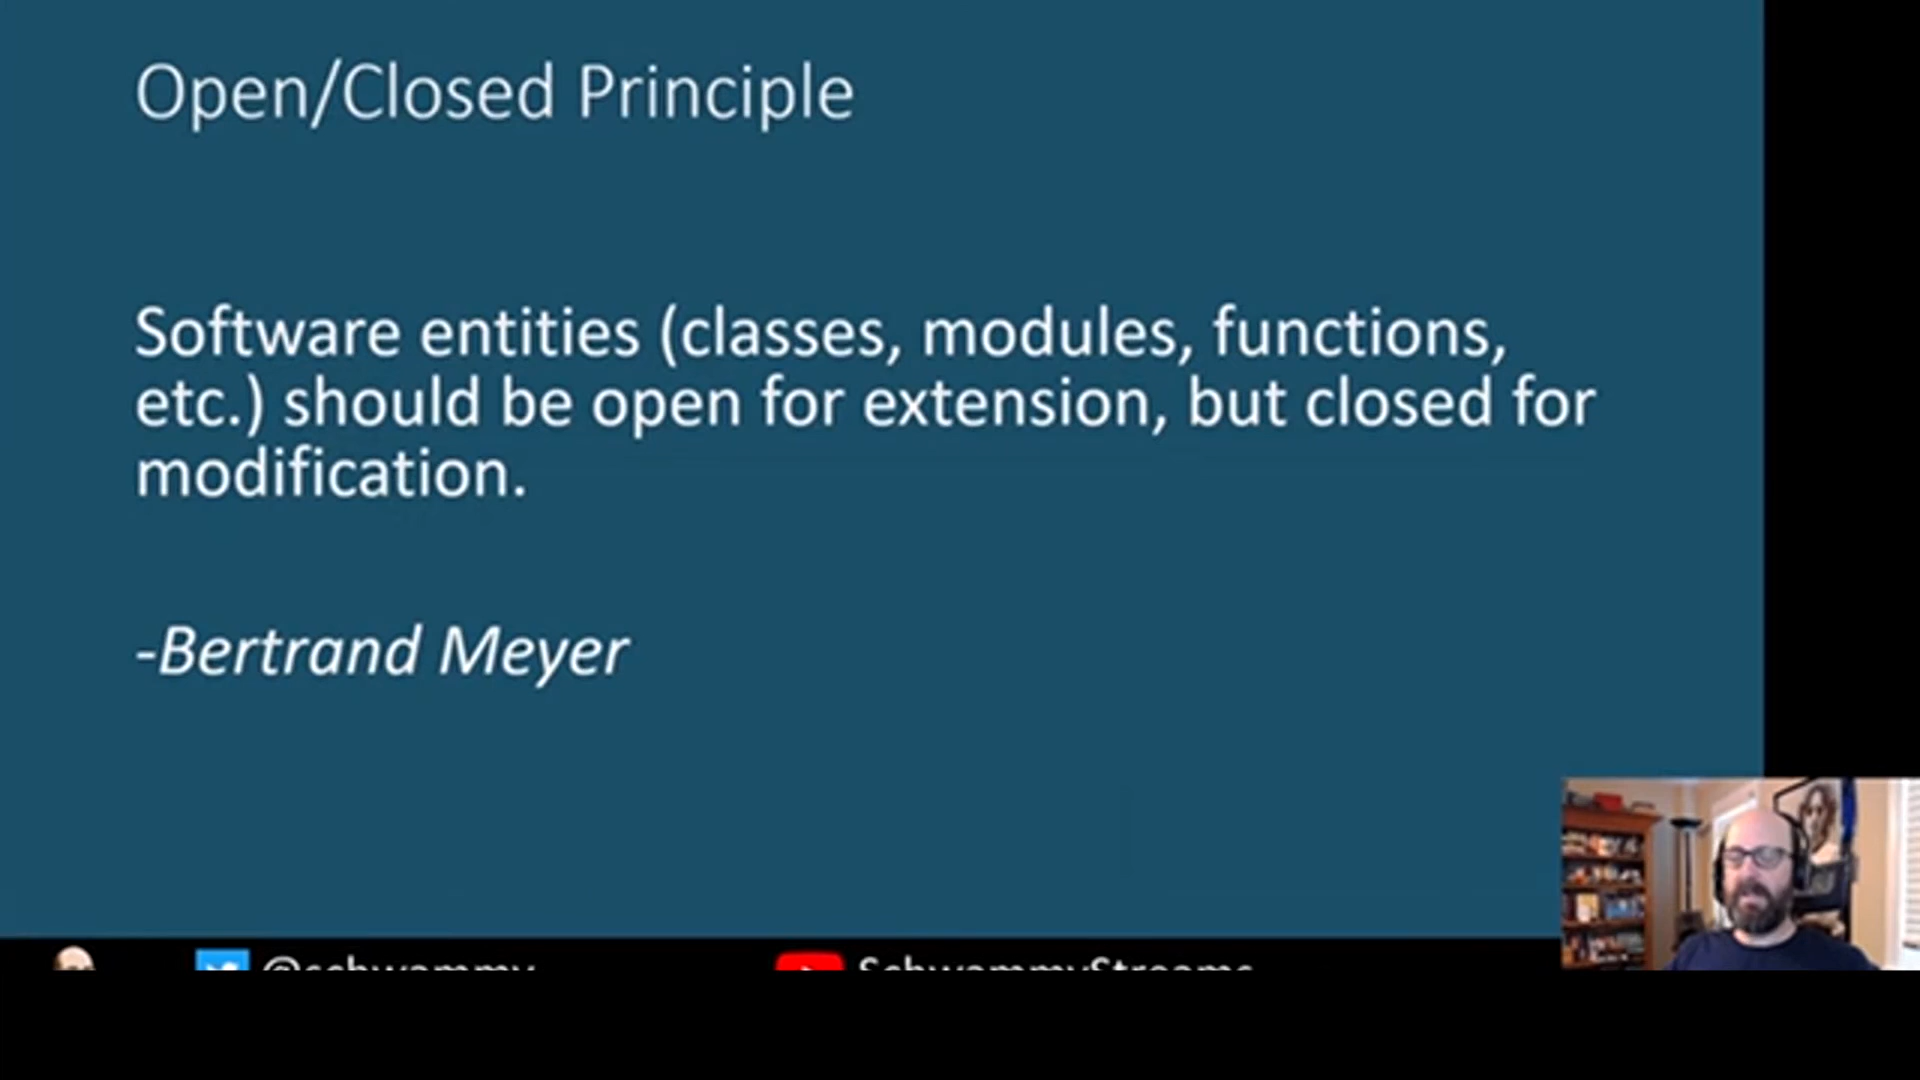 Open/Closed Principle
Software entities (classes, modules, functions,
etc.) should be open for extension, but closed for
modification.
-Bertrand Meyer
@schwammy
SchwammyStreams